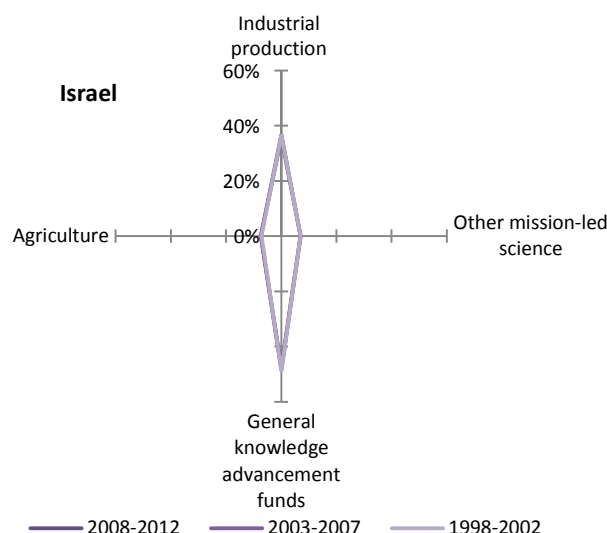 Industrial
production
Israel
60%
40%
20%
0%
Agriculture
Other mission-led
science
General
knowledge
advancement
funds
2008-2012 2003-2007 1998-2002